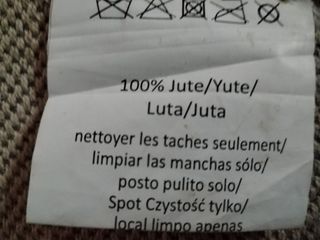 100% Jute/Yute/
Luta/Juta
nettoyer les taches seulement/
limpiar las manchas sólo/
posto pulito solo/
Spot Czystość tylko/
local limpo apenas